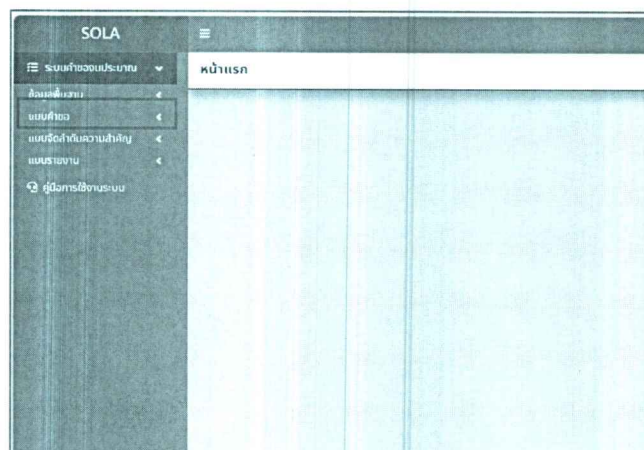 SOLA
ระบบคำของบประมาณ
หน้าแรก
ข้อมูลพื้นฐาน
แบบคำขอ
แบบจัดลำดับความสำคัญ
แบบรายงาน
คู่มือการใช้งานระบบ